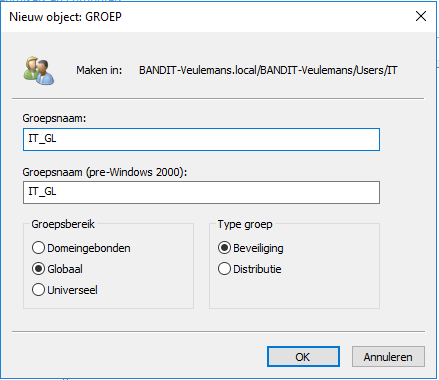 Nieuw object: GROEP
Maken in: BANDIT-Veulemans.local/BANDIT-Veulemans/Users/IT
Groepsnaam:
IT_GL
Groepsnaam (pre-Windows 2000):
IT_GL
Groepsbereik
Domeingebonden
Globaal
Universeel
Type groep
Beveiliging
Distributie
OK
Annuleren